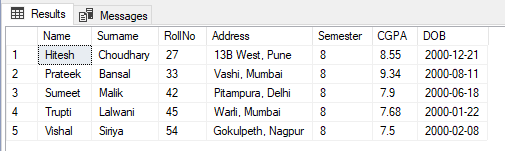 Results Messages
Name Surname RollNo Address Semester CGPA DOB
1 Hitesh Choudhary 27 13B West, Pune 8 8.55 2000-12-21
2 Prateek Bansal 33 Vashi, Mumbai 8 9.34 2000-08-11
3 Sumeet Malik 42 Pitampura, Delhi 8 7.9 2000-06-18
4 Trupti Lalwani 45 Warli, Mumbai 8 7.68 2000-01-22
5 Vishal Siriya 54 Gokulpeth, Nagpur 8 7.5 2000-02-08